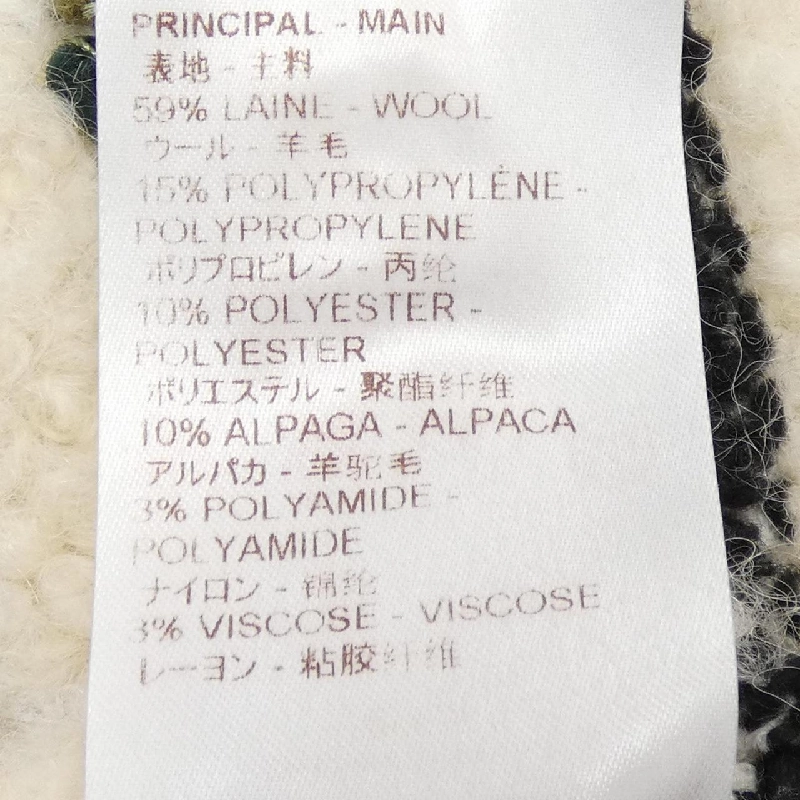 PRINCIPAL - MAIN
表地 - 主料
59% LAINE - WOOL
ウール - 羊毛
15% POLYPROPYLÈNE -
POLYPROPYLENE
ポリプロピレン - 丙纶
10% POLYESTER -
POLYESTER
ポリエステル - 聚酯纤维
10% ALPAGA - ALPACA
アルパカ - 羊驼毛
3% POLYAMIDE -
POLYAMIDE
ナイロン - 锦纶
3% VISCOSE - VISCOSE
レーヨン - 粘胶纤维